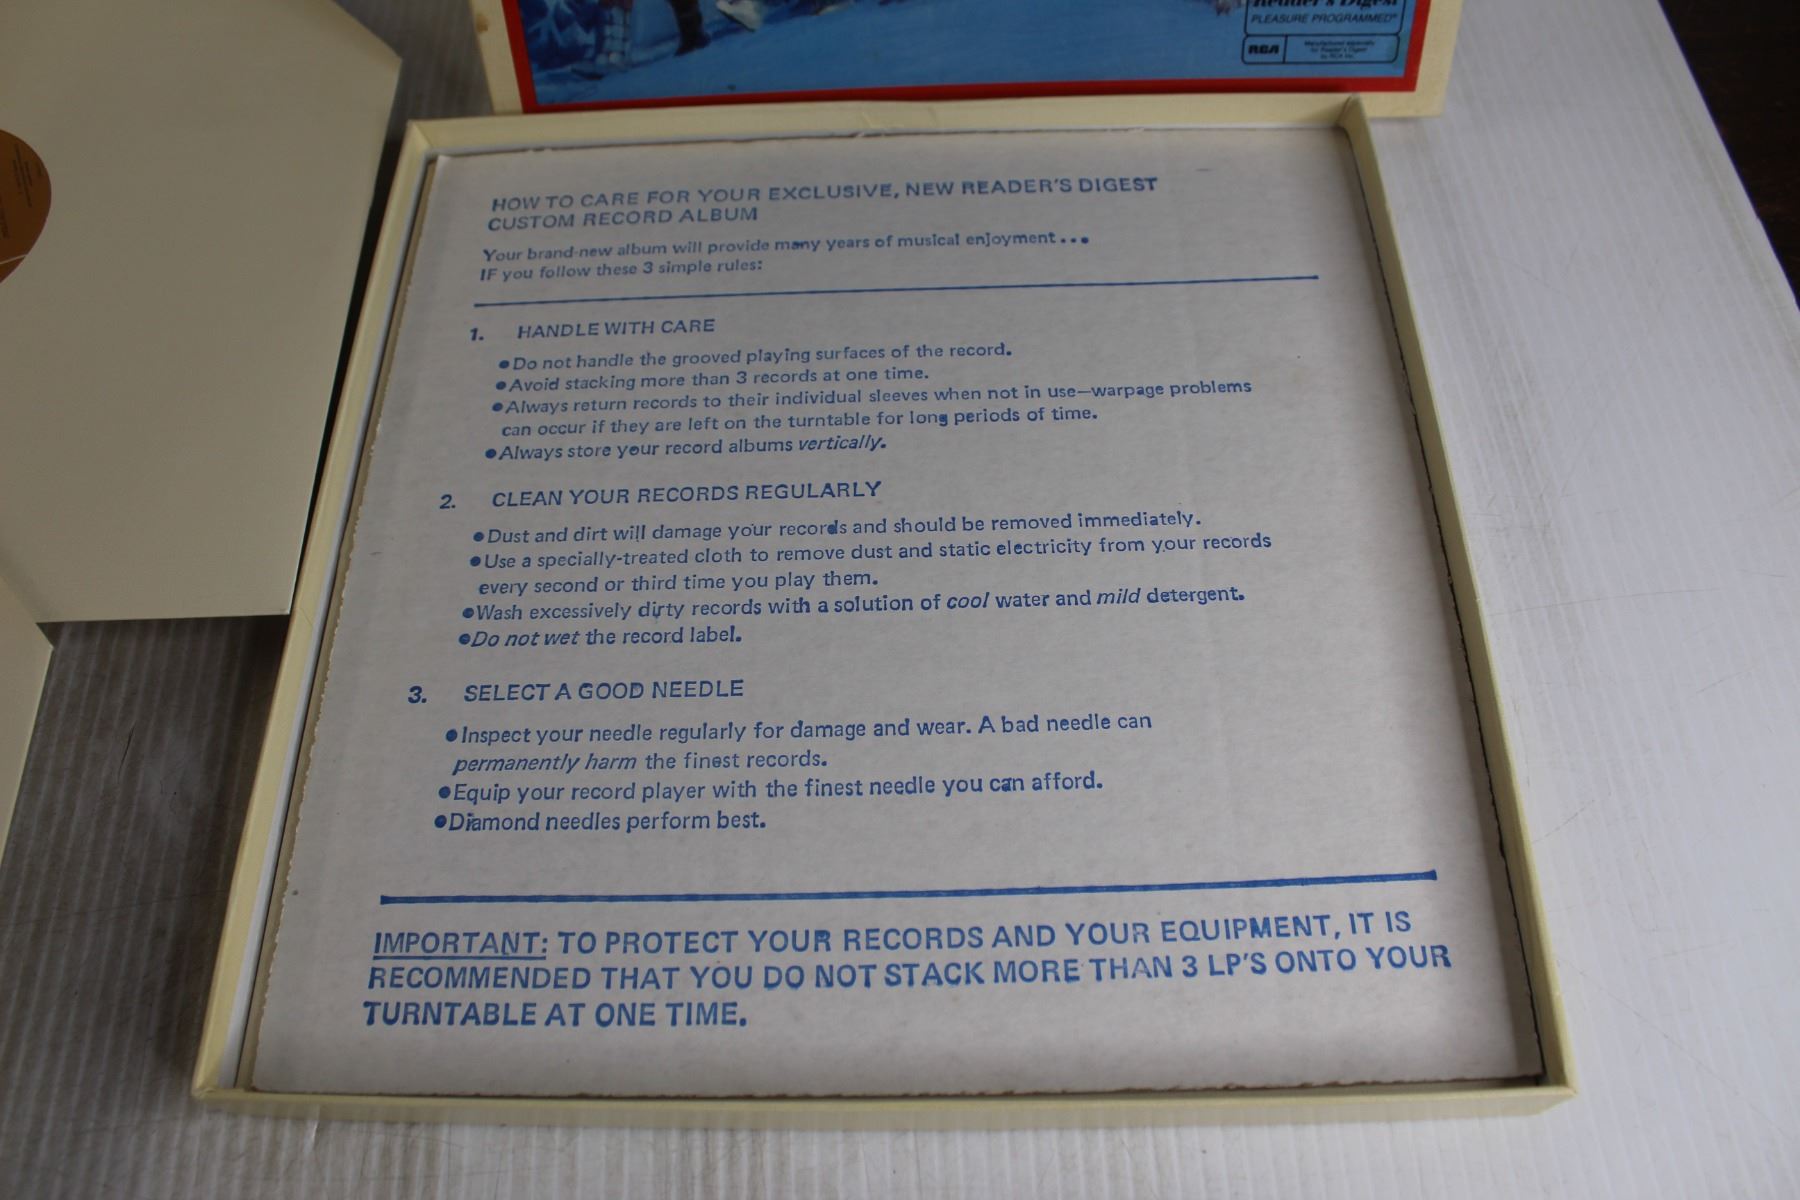 Reader's Digest
PLEASURE PROGRAMMED
RCA
Manufactured especially
for Reader's Digest
by RCA Inc.
HOW TO CARE FOR YOUR EXCLUSIVE, NEW READER'S DIGEST
CUSTOM RECORD ALBUM
Your brand-new album will provide many years of musical enjoyment...
IF you follow these 3 simple rules:
1. HANDLE WITH CARE
•Do not handle the grooved playing surfaces of the record.
•Avoid stacking more than 3 records at one time.
•Always return records to their individual sleeves when not in use—warpage problems
can occur if they are left on the turntable for long periods of time.
•Always store your record albums vertically.
2. CLEAN YOUR RECORDS REGULARLY
•Dust and dirt will damage your records and should be removed immediately.
•Use a specially-treated cloth to remove dust and static electricity from your records
every second or third time you play them.
•Wash excessively dirty records with a solution of cool water and mild detergent.
•Do not wet the record label.
3. SELECT A GOOD NEEDLE
•Inspect your needle regularly for damage and wear. A bad needle can
permanently harm the finest records.
•Equip your record player with the finest needle you can afford.
•Diamond needles perform best.
IMPORTANT: TO PROTECT YOUR RECORDS AND YOUR EQUIPMENT, IT IS
RECOMMENDED THAT YOU DO NOT STACK MORE THAN 3 LP'S ONTO YOUR
TURNTABLE AT ONE TIME.